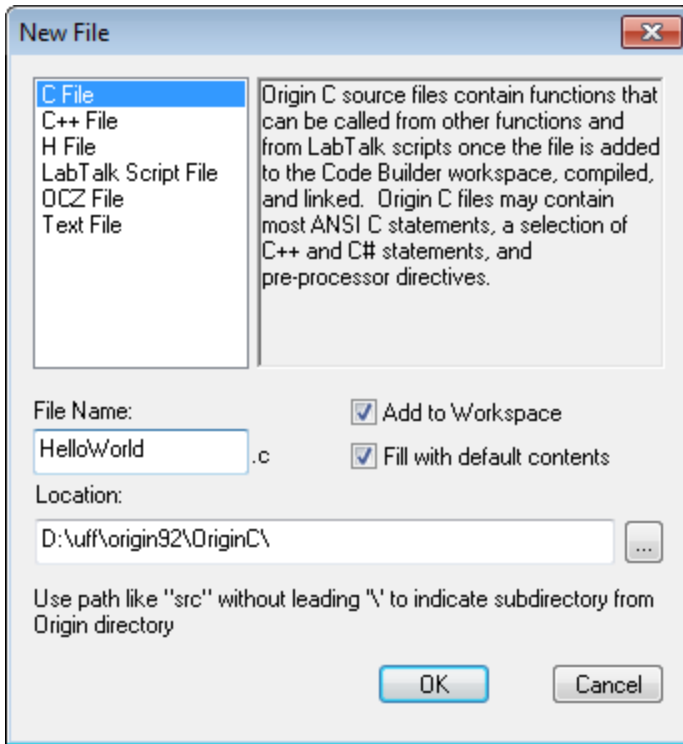 New File
C File
C++ File
H File
LabTalk Script File
OCZ File
Text File
Origin C source files contain functions that
can be called from other functions and
from LabTalk scripts once the file is added
to the Code Builder workspace, compiled,
and linked.  Origin C files may contain
most ANSI C statements, a selection of
C++ and C# statements, and
pre-processor directives.
File Name:
HelloWorld .c
Add to Workspace
Fill with default contents
Location:
D:\uff\origin92\OriginC\
...
Use path like "src" without leading '\' to indicate subdirectory from
Origin directory
OK
Cancel